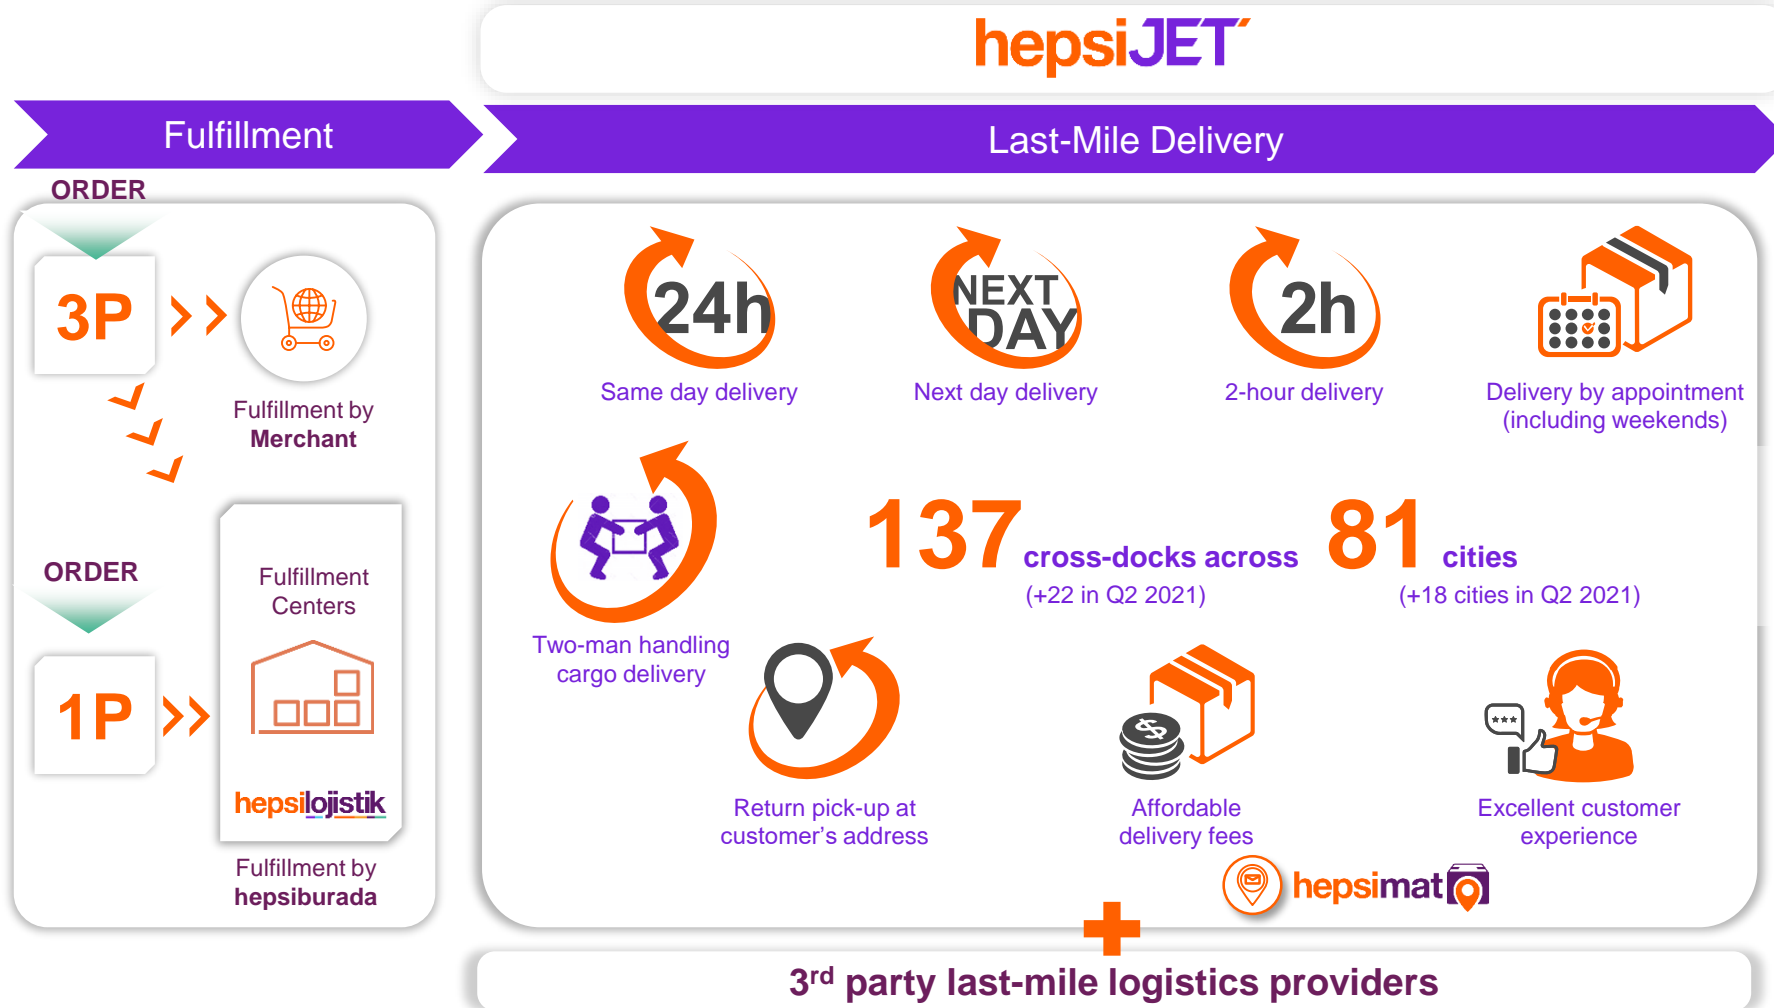 hepsiJET
Fulfillment
Last-Mile Delivery
ORDER
3P
Fulfillment by
Merchant
ORDER
1P
Fulfillment
Centers
hepsilojistik
Fulfillment by
hepsiburada
24h
Same day delivery
NEXT
DAY
Next day delivery
2h
2-hour delivery
Delivery by appointment
(including weekends)
Two-man handling
cargo delivery
137 cross-docks across 81 cities
(+22 in Q2 2021) (+18 cities in Q2 2021)
Return pick-up at
customer’s address
$
Affordable
delivery fees
***
Excellent customer
experience
hepsimat
3rd party last-mile logistics providers